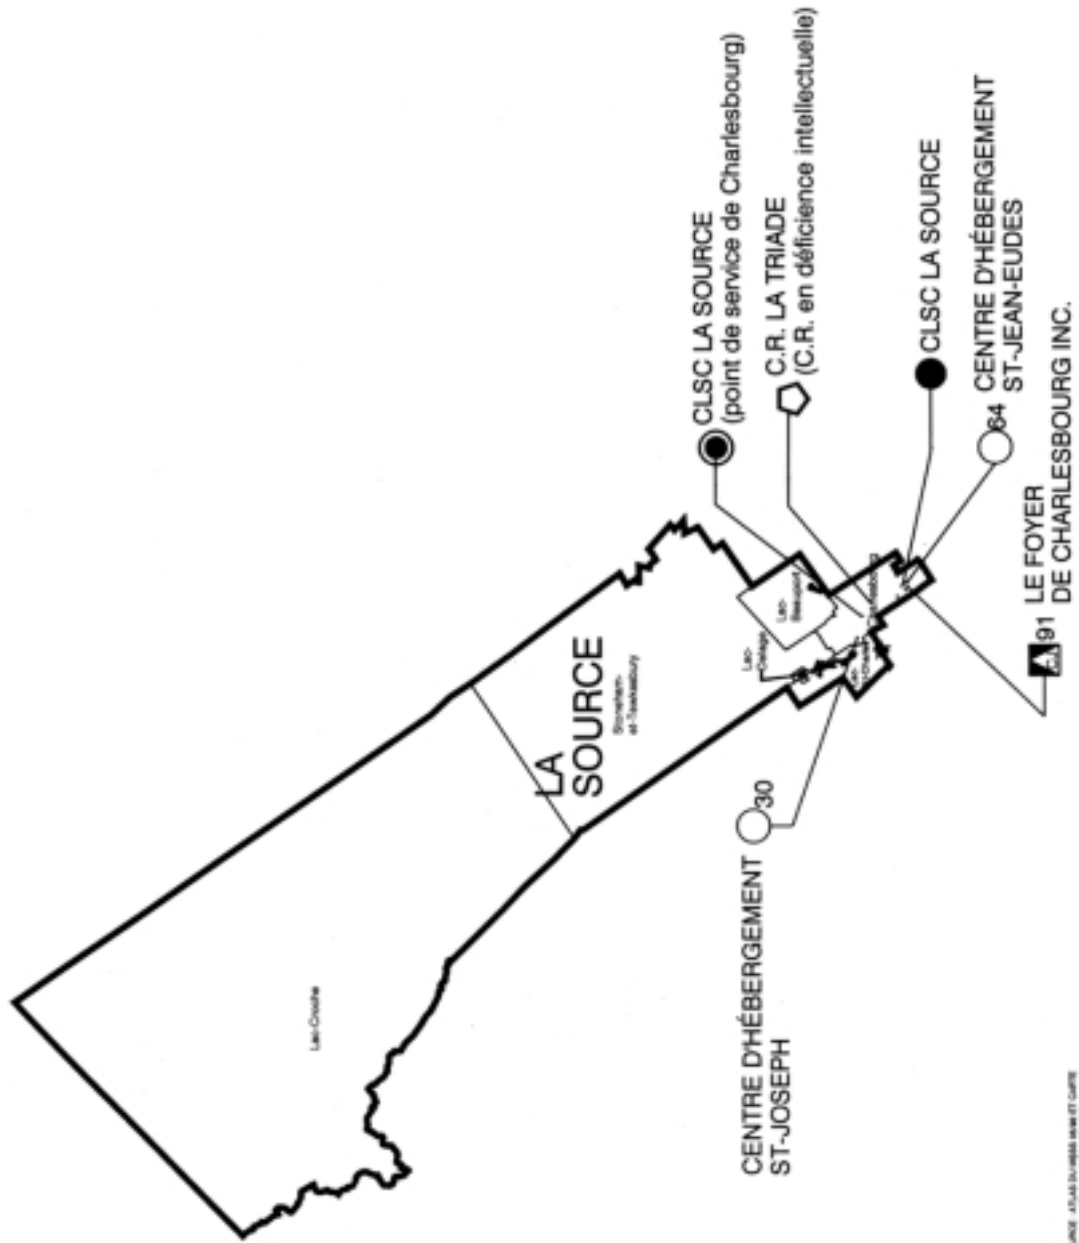 CLSC LA SOURCE
(point de service de Charlesbourg)
C.R. LA TRIADE
(C.R. en déficience intellectuelle)
CLSC LA SOURCE
64 CENTRE D'HÉBERGEMENT
ST-JEAN-EUDES
91 LE FOYER
DE CHARLESBOURG INC.
LA
SOURCE
Stoneham-
et-Tewkesbury
Lac-
Beauport
Lac-
Delage
Charlesbourg
Lac-Croche
30
CENTRE D'HÉBERGEMENT
ST-JOSEPH